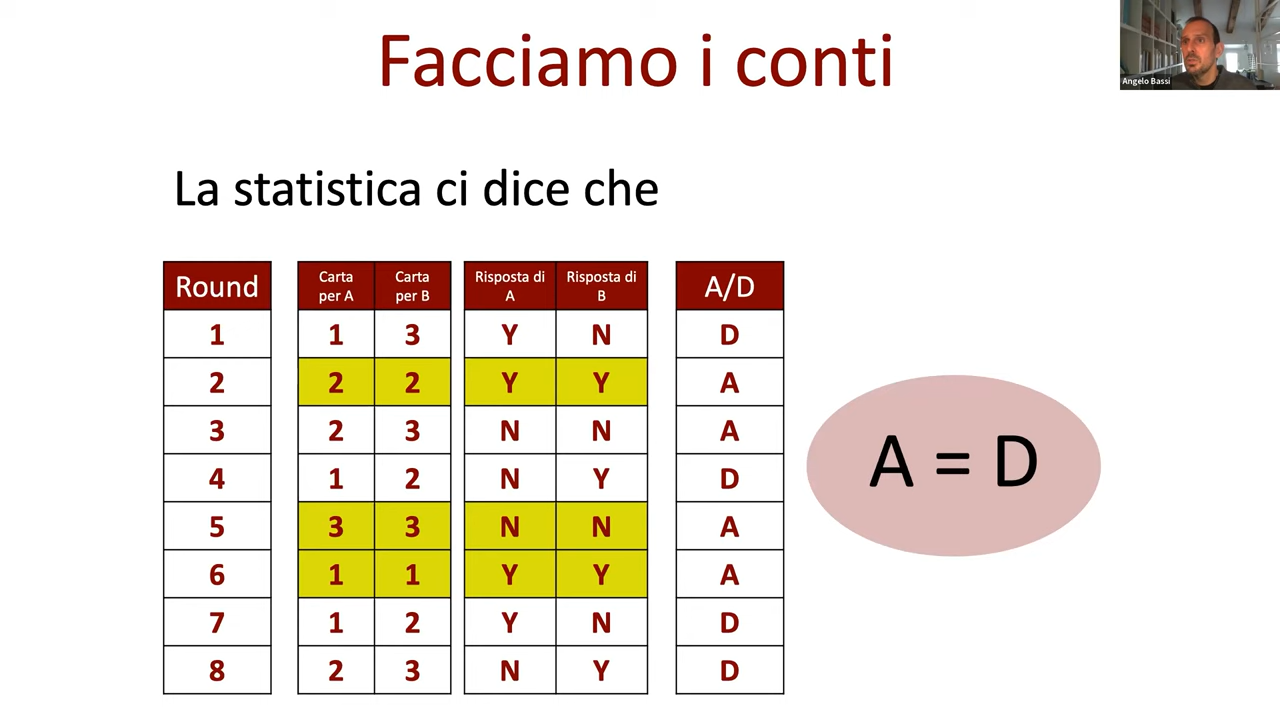 Facciamo i conti
Angelo Bassi
La statistica ci dice che
Round Carta per A Carta per B Risposta di A Risposta di B A/D
1 1 3 Y N D
2 2 2 Y Y A
3 2 3 N N A
4 1 2 N Y D
5 3 3 N N A
6 1 1 Y Y A
7 1 2 Y N D
8 2 3 N Y D
A = D